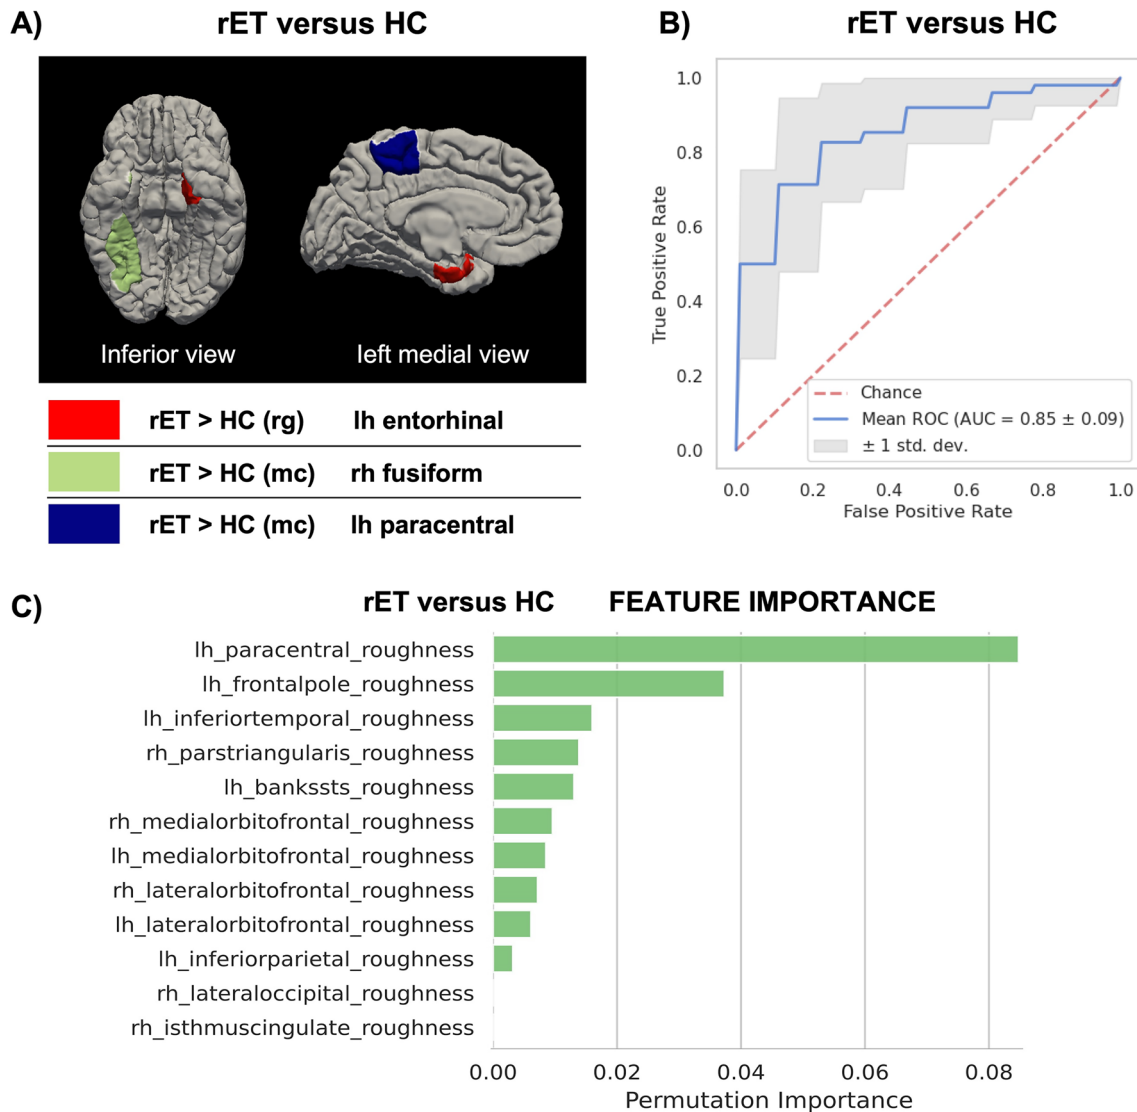 A)
rET versus HC
Inferior view
left medial view
rET > HC (rg) lh entorhinal
rET > HC (mc) rh fusiform
rET > HC (mc) lh paracentral
B)
rET versus HC
True Positive Rate
1.0
0.8
0.6
0.4
0.2
0.0
Chance
Mean ROC (AUC = 0.85 ± 0.09)
± 1 std. dev.
0.0 0.2 0.4 0.6 0.8 1.0
False Positive Rate
C)
rET versus HC FEATURE IMPORTANCE
lh_paracentral_roughness
lh_frontalpole_roughness
lh_inferiortemporal_roughness
rh_parstriangularis_roughness
lh_bankssts_roughness
rh_medialorbitofrontal_roughness
lh_medialorbitofrontal_roughness
rh_lateralorbitofrontal_roughness
lh_lateralorbitofrontal_roughness
lh_inferiorparietal_roughness
rh_lateraloccipital_roughness
rh_isthmuscingulate_roughness
0.00 0.02 0.04 0.06 0.08
Permutation Importance